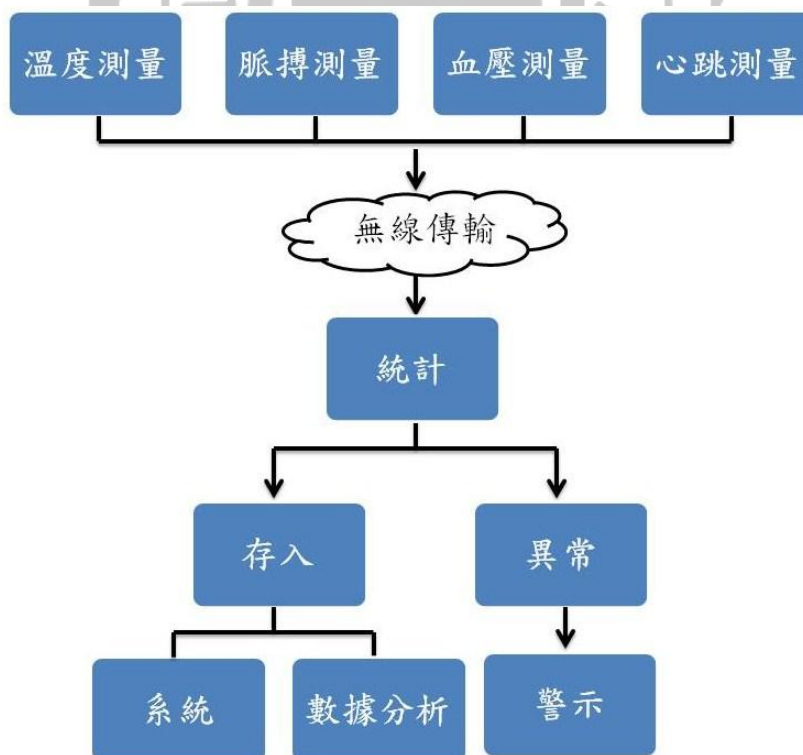 溫度測量
脈搏測量
血壓測量
心跳測量
無線傳輸
統計
存入
異常
系統
數據分析
警示